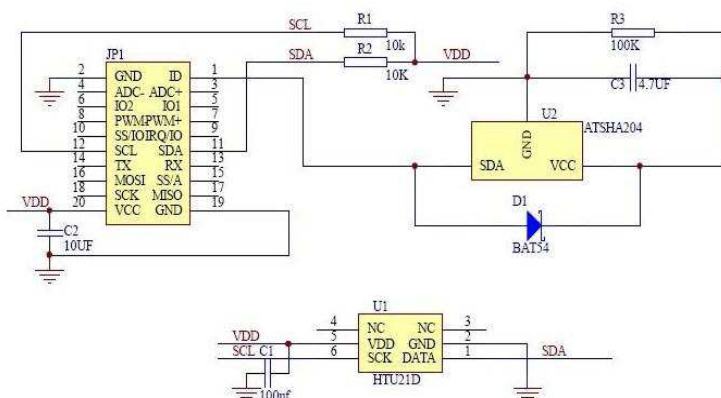 SCL
R1
10k
SDA
R2
10K
VDD
R3
100K
C3
4.7UF
JP1
2 GND ID 1
4 ADC- ADC+ 3
6 IO2 IO1 5
8 PWM- PWM+ 7
10 SS/IO IRQ/IO 9
12 SCL SDA 11
14 TX RX 13
16 MOSI SS/A 15
18 SCK MISO 17
20 VCC GND 19
VDD
C2
10UF
U2
ATSHA204
GND
SDA VCC
D1
BAT54
U1
4 NC NC 3
VDD 5 VDD GND 2
SCL C1 6 SCK DATA 1 SDA
100nf
HTU21D